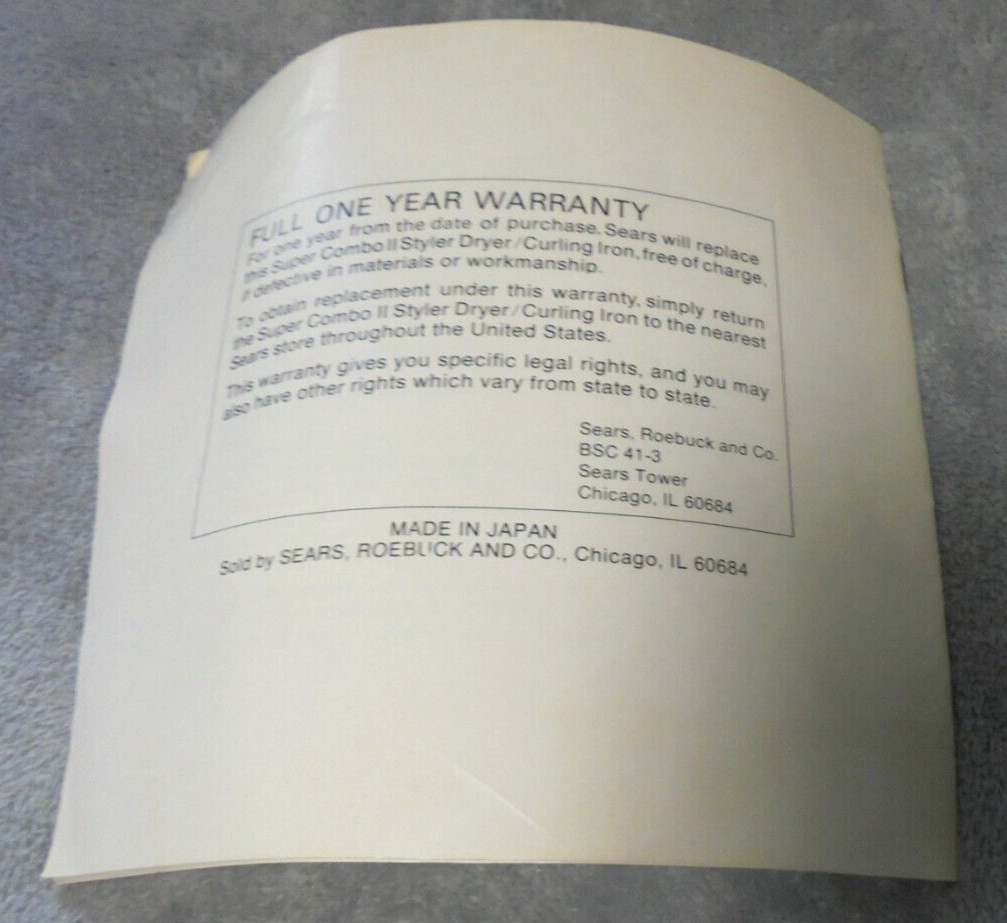 FULL ONE YEAR WARRANTY
For one year from the date of purchase, Sears will replace
this Super Combo II Styler Dryer/Curling Iron, free of charge,
if defective in materials or workmanship.
To obtain replacement under this warranty, simply return
the Super Combo II Styler Dryer/Curling Iron to the nearest
Sears store throughout the United States.
This warranty gives you specific legal rights, and you may
also have other rights which vary from state to state.
Sears, Roebuck and Co.
BSC 41-3
Sears Tower
Chicago, IL 60684
MADE IN JAPAN
Sold by SEARS, ROEBUCK AND CO., Chicago, IL 60684